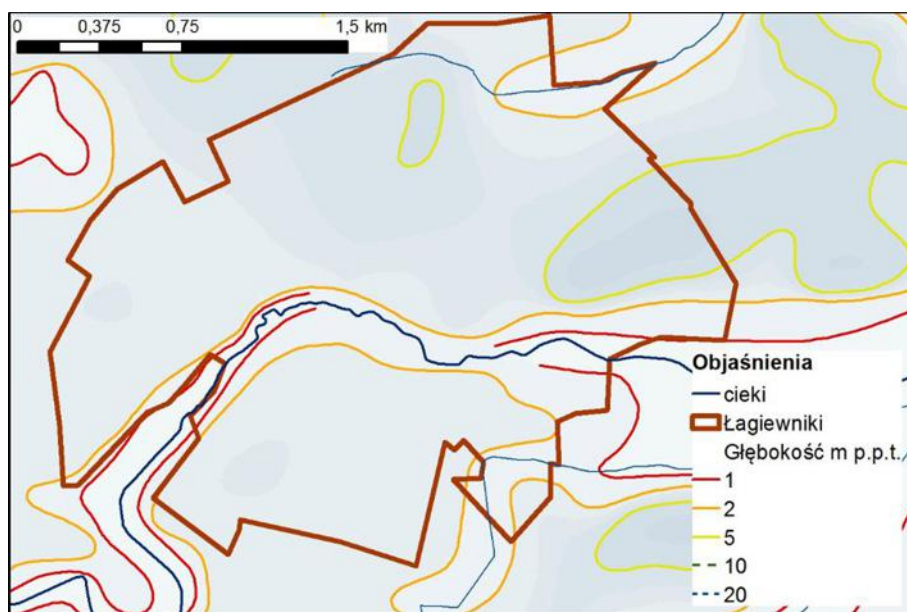 0 0,375 0,75 1,5 km
Objaśnienia
cieki
Łagiewniki
Głębokość m p.p.t.
1
2
5
10
20